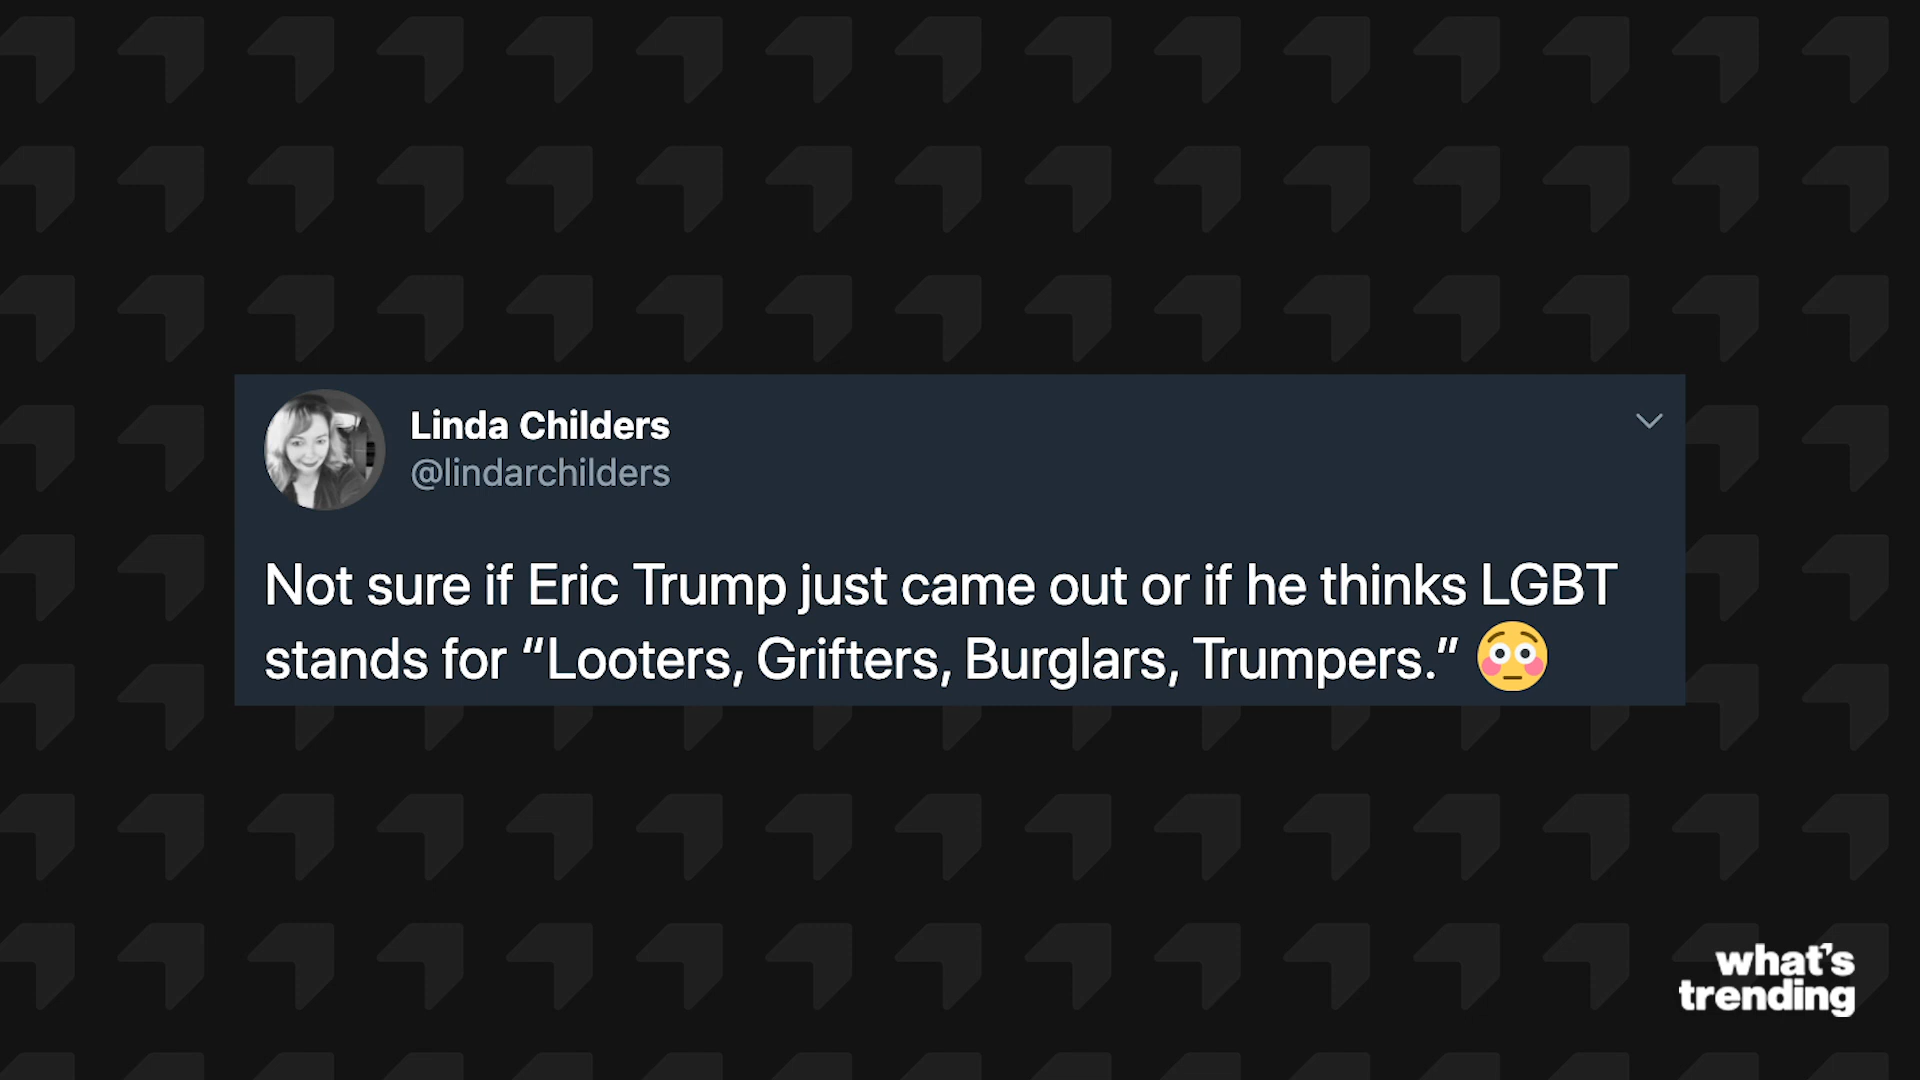 Linda Childers
@lindarchilders
Not sure if Eric Trump just came out or if he thinks LGBT
stands for “Looters, Grifters, Burglars, Trumpers.” 😳
what’s
trending